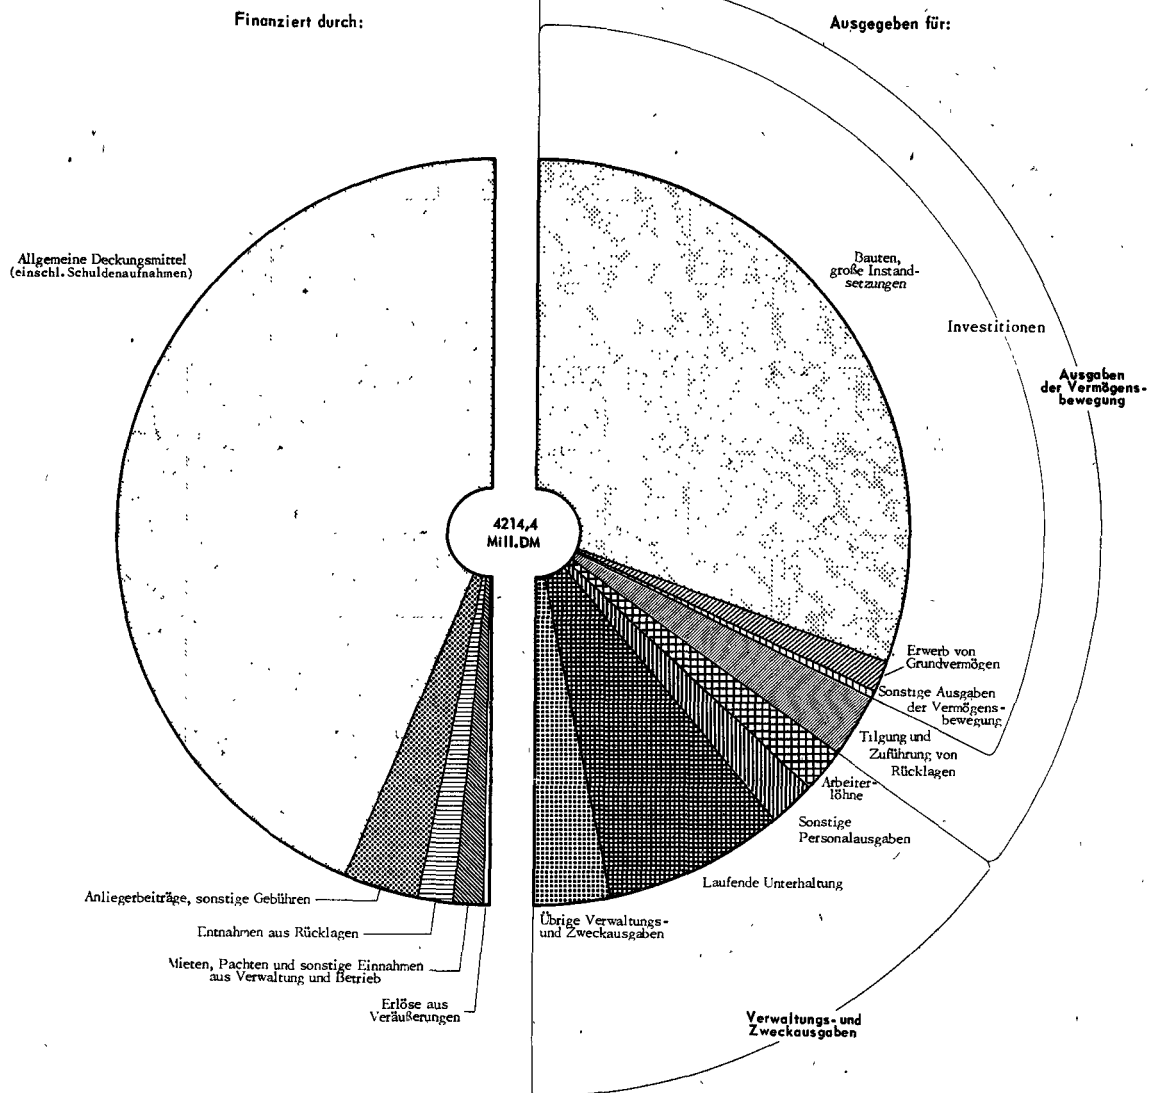 Finanziert durch:
Ausgegeben für:
Allgemeine Deckungsmittel
(einschl. Schuldenaufnahmen)
Bauten,
große Instand-
setzungen
Investitionen
Ausgaben
der Vermögens-
bewegung
4214,4
Mill.DM
Erwerb von
Grundvermögen
Sonstige Ausgaben
der Vermögens-
bewegung
Tilgung und
Zuführung von
Rücklagen
Arbeiter-
löhne
Sonstige
Personalausgaben
Laufende Unterhaltung
Anliegerbeiträge, sonstige Gebühren
Übrige Verwaltungs-
und Zweckausgaben
Entnahmen aus Rücklagen
Mieten, Pachten und sonstige Einnahmen
aus Verwaltung und Betrieb
Erlöse aus
Veräußerungen
Verwaltungs- und
Zweckausgaben